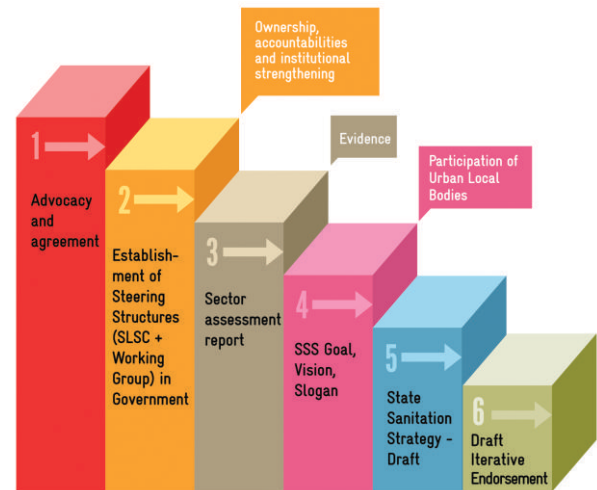 Ownership,
accountabilities
and institutional
strengthening
Evidence
Participation of
Urban Local
Bodies
1
Advocacy
and
agreement
2
Establish-
ment of
Steering
Structures
(SLSC +
Working
Group) in
Government
3
Sector
assessment
report
4
SSS Goal,
Vision,
Slogan
5
State
Sanitation
Strategy -
Draft
6
Draft
Iterative
Endorsement